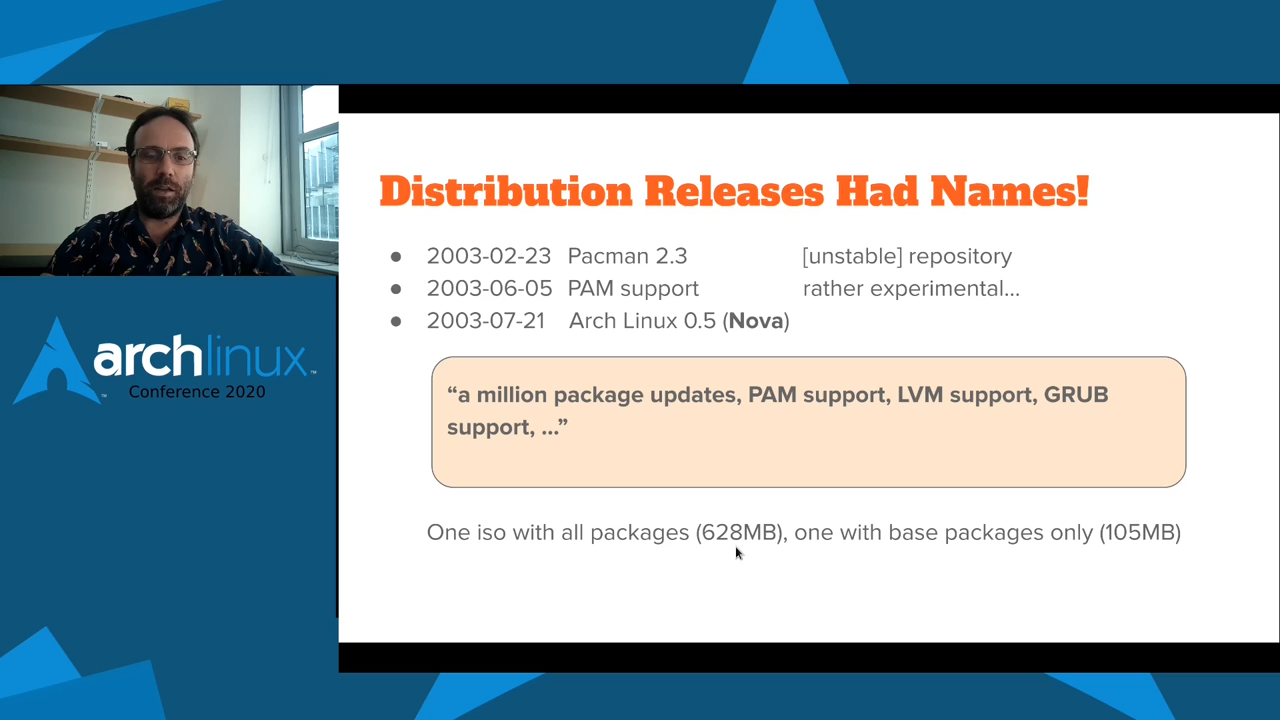 Distribution Releases Had Names!
● 2003-02-23 Pacman 2.3 [unstable] repository
● 2003-06-05 PAM support rather experimental...
● 2003-07-21 Arch Linux 0.5 (Nova)
“a million package updates, PAM support, LVM support, GRUB
support, ...”
One iso with all packages (628MB), one with base packages only (105MB)
archlinux™
Conference 2020